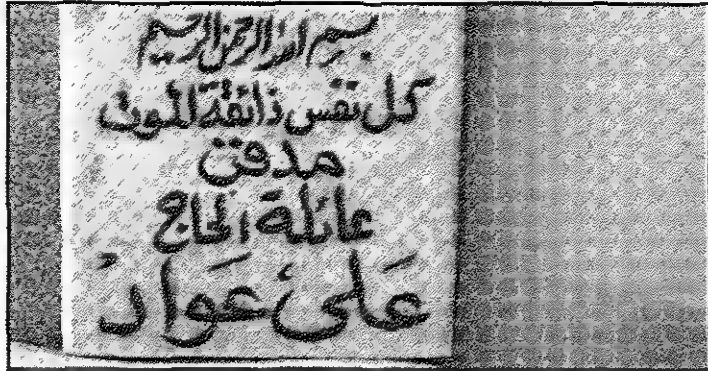 بسم الله الرحمن الرحيم
كل نفس ذائقة الموت
مدفن
عائلة الحاج
على عواد